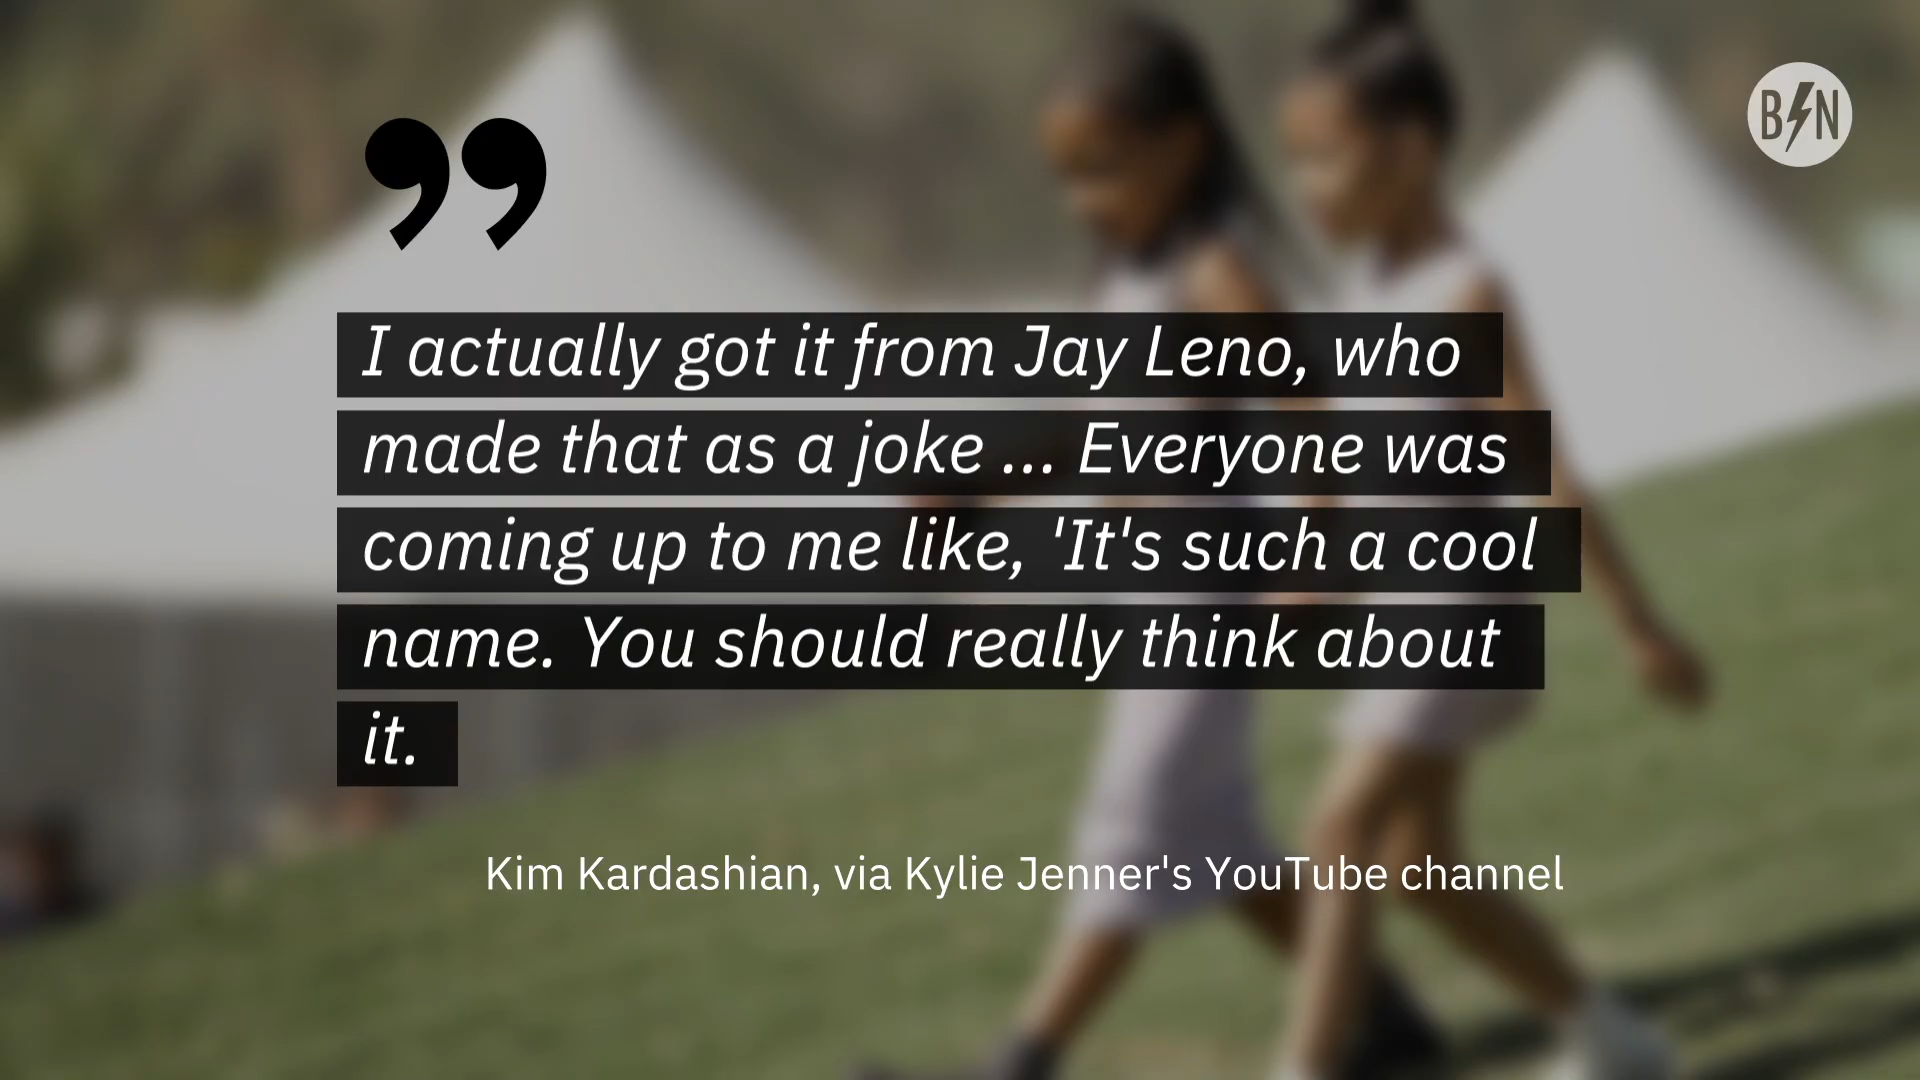 B N
"
I actually got it from Jay Leno, who
made that as a joke ... Everyone was
coming up to me like, 'It's such a cool
name. You should really think about
it.
Kim Kardashian, via Kylie Jenner's YouTube channel